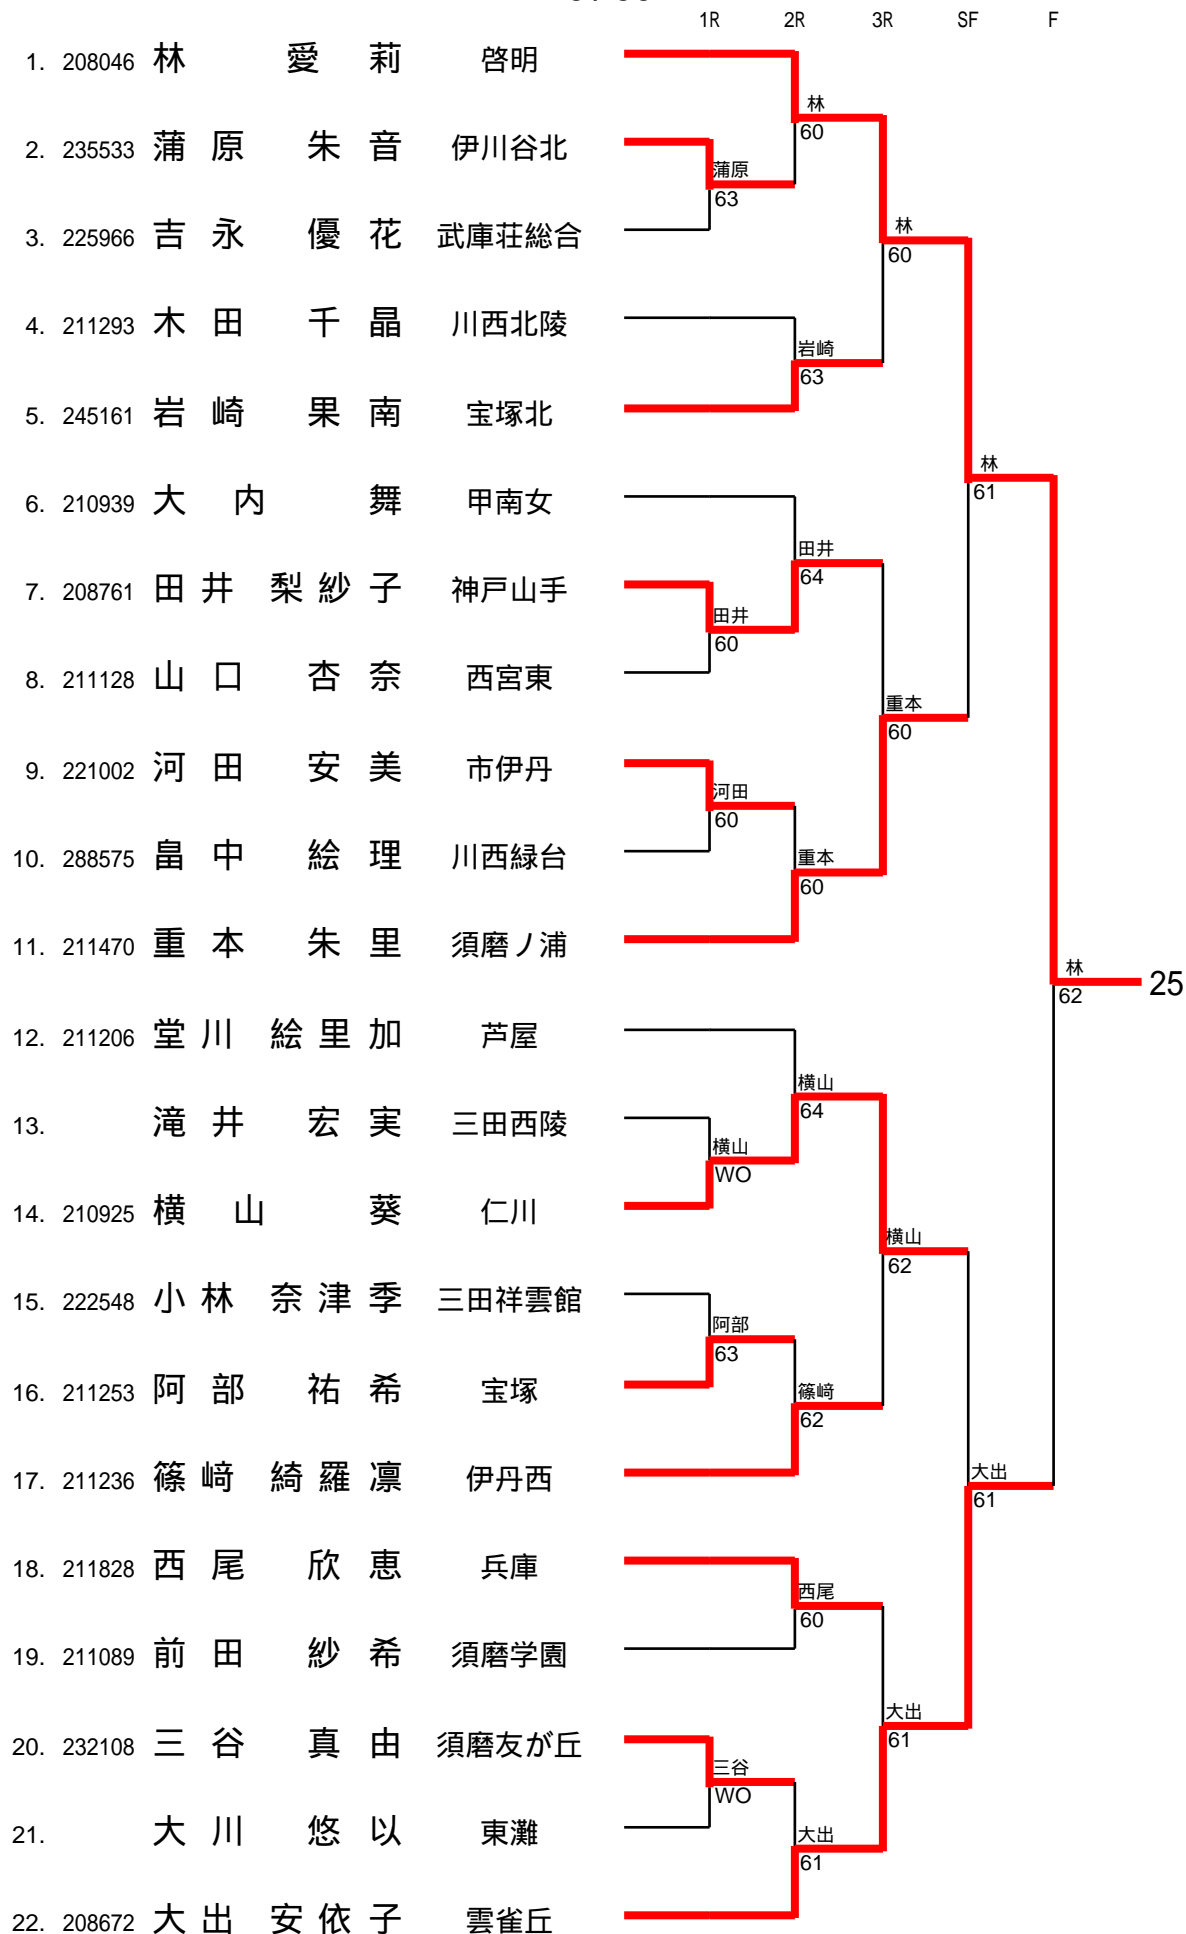 1R 2R 3R SF F
1. 208046 林 愛 莉 啓明
林
60
2. 235533 蒲 原 朱 音 伊川谷北
蒲原
63
3. 225966 吉 永 優 花 武庫荘総合
林
60
4. 211293 木 田 千 晶 川西北陵
岩崎
63
5. 245161 岩 崎 果 南 宝塚北
林
61
6. 210939 大 内 舞 甲南女
田井
64
7. 208761 田 井 梨 紗 子 神戸山手
田井
60
8. 211128 山 口 杏 奈 西宮東
重本
60
9. 221002 河 田 安 美 市伊丹
河田
60
10. 288575 畠 中 絵 理 川西緑台
重本
60
11. 211470 重 本 朱 里 須磨ノ浦
林
62
25
12. 211206 堂 川 絵 里 加 芦屋
横山
64
13. 滝 井 宏 実 三田西陵
横山
WO
14. 210925 横 山 葵 仁川
横山
62
15. 222548 小 林 奈 津 季 三田祥雲館
阿部
63
16. 211253 阿 部 祐 希 宝塚
篠﨑
62
17. 211236 篠 﨑 綺 羅 凛 伊丹西
大出
61
18. 211828 西 尾 欣 恵 兵庫
西尾
60
19. 211089 前 田 紗 希 須磨学園
大出
61
20. 232108 三 谷 真 由 須磨友が丘
三谷
WO
21. 大 川 悠 以 東灘
大出
61
22. 208672 大 出 安 依 子 雲雀丘